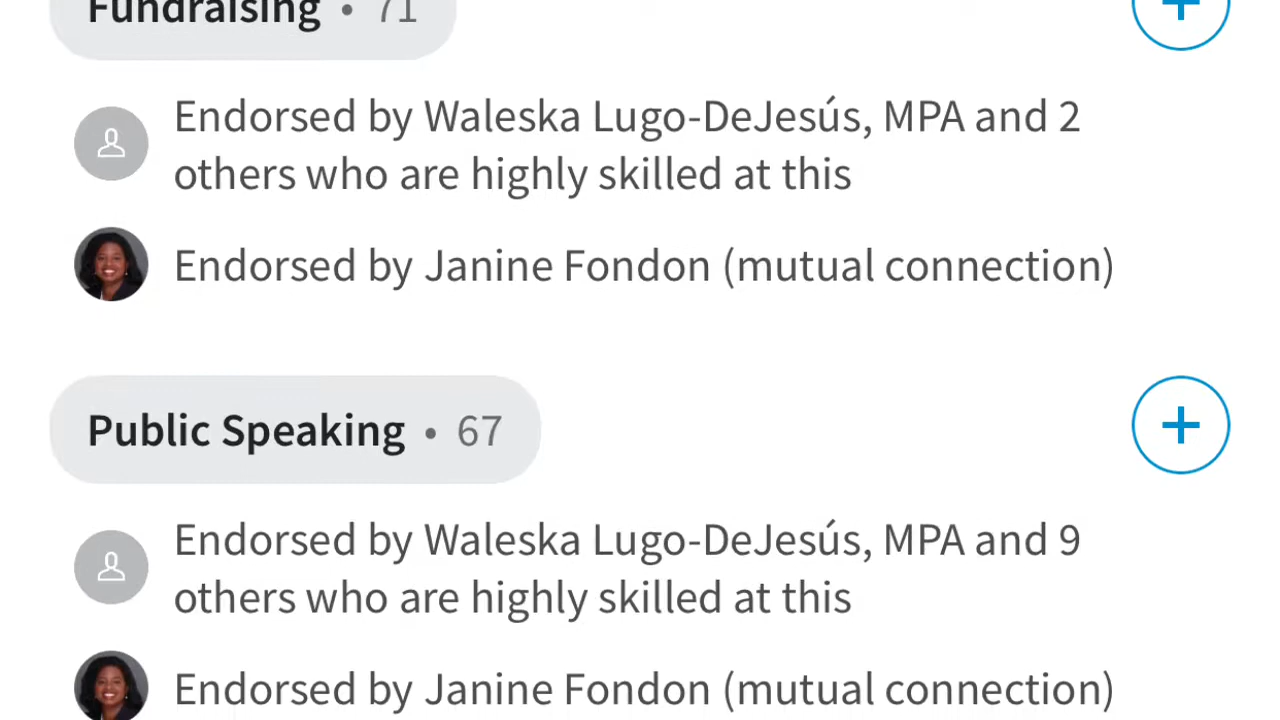 Fundraising • 71
Endorsed by Waleska Lugo-DeJesús, MPA and 2
others who are highly skilled at this
Endorsed by Janine Fondon (mutual connection)
Public Speaking • 67
Endorsed by Waleska Lugo-DeJesús, MPA and 9
others who are highly skilled at this
Endorsed by Janine Fondon (mutual connection)